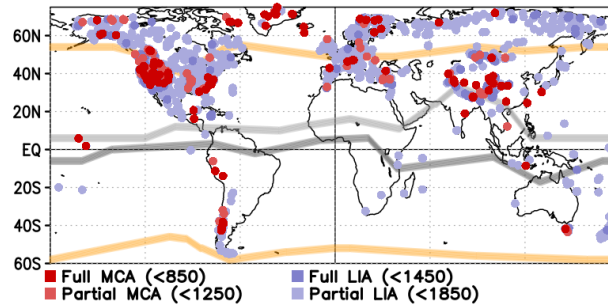 60N
40N
20N
EQ
20S
40S
60S
Full MCA (<850) Full LIA (<1450)
Partial MCA (<1250) Partial LIA (<1850)